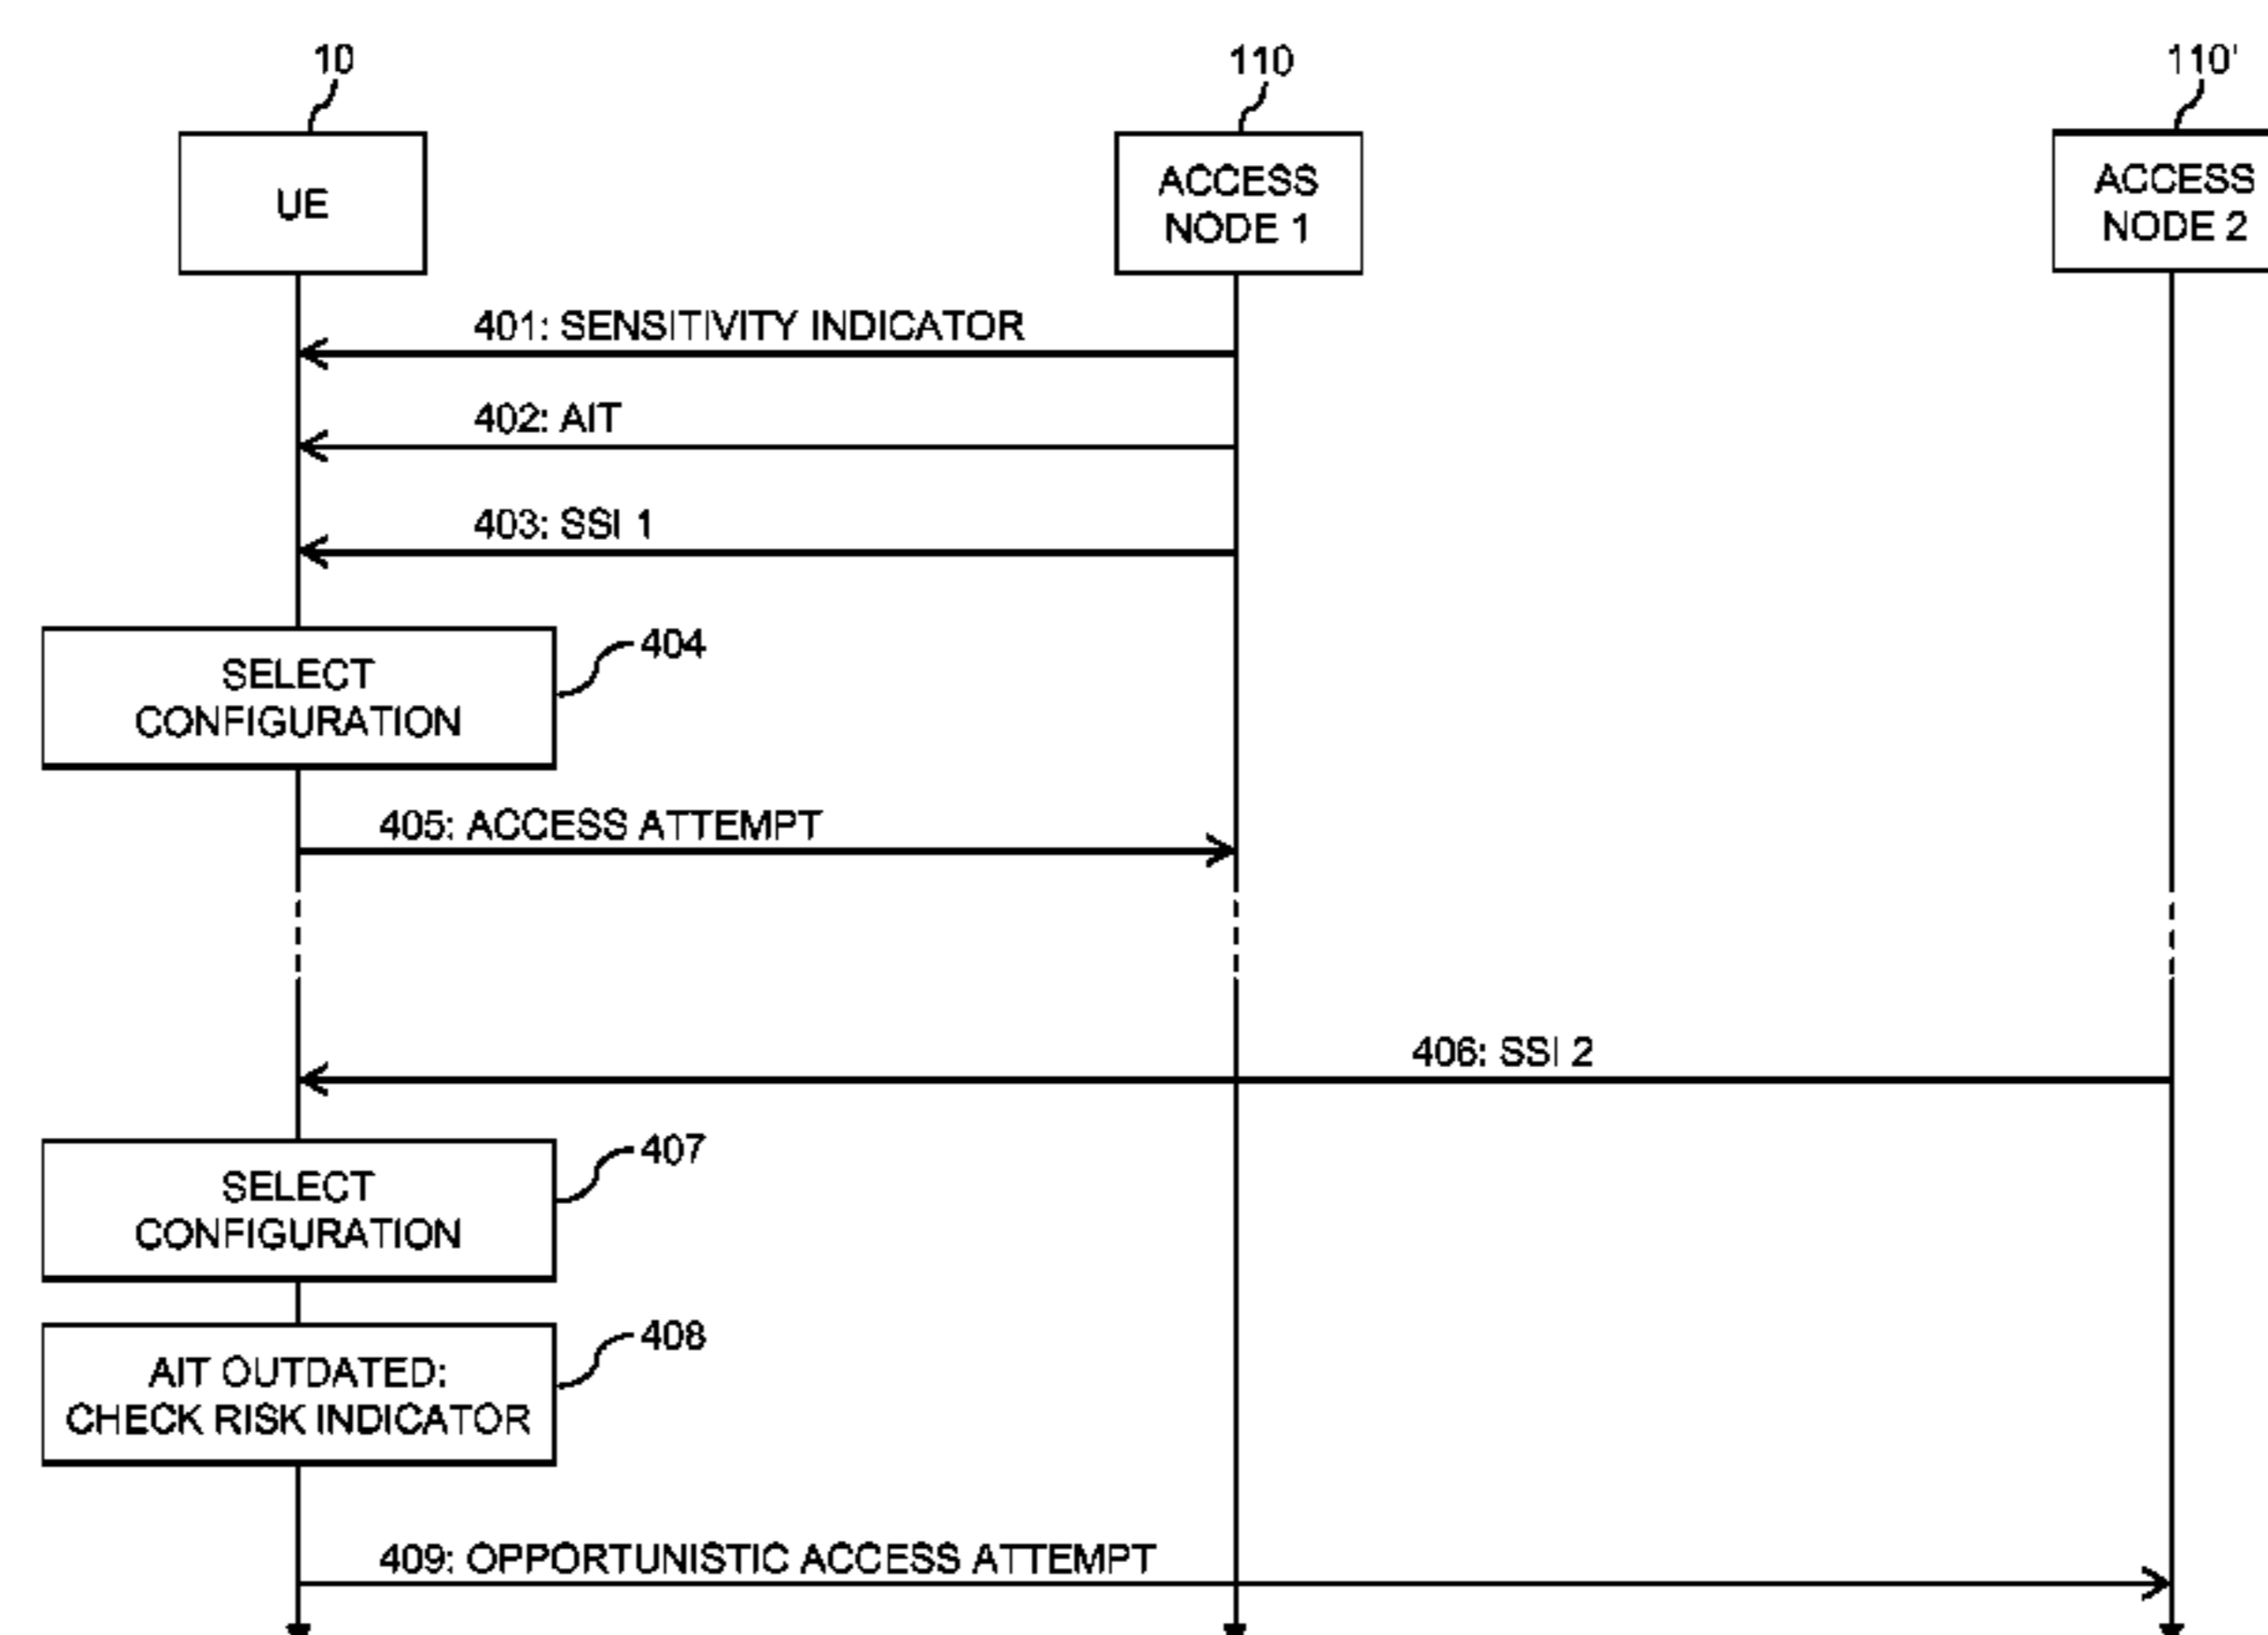 10
110
110'
UE
ACCESS
NODE 1
ACCESS
NODE 2
401: SENSITIVITY INDICATOR
402: AIT
403: SSI 1
404
SELECT
CONFIGURATION
405: ACCESS ATTEMPT
406: SSI 2
407
SELECT
CONFIGURATION
408
AIT OUTDATED:
CHECK RISK INDICATOR
409: OPPORTUNISTIC ACCESS ATTEMPT